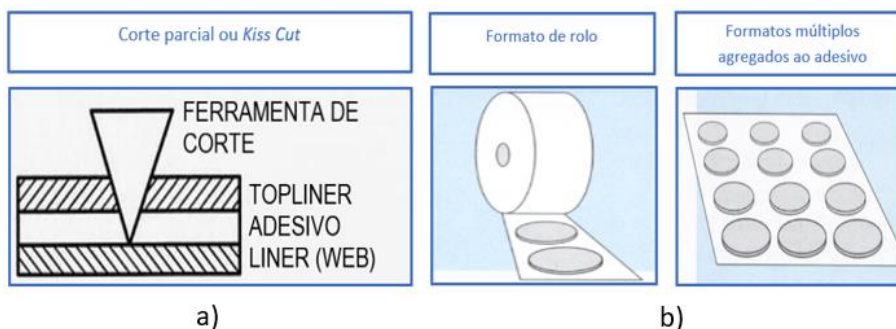 Corte parcial ou Kiss Cut
Formato de rolo
Formatos múltiplos
agregados ao adesivo
FERRAMENTA DE
CORTE
TOPLINER
ADESIVO
LINER (WEB)
a)
b)